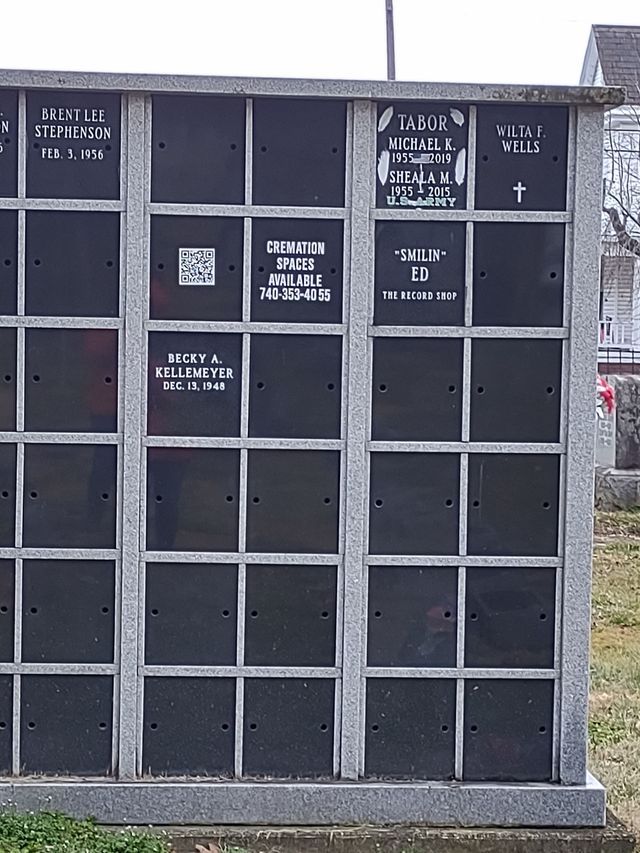 N
BRENT LEE
STEPHENSON
FEB. 3, 1956
TABOR
MICHAEL K.
1955 2019
SHEALA M.
1955 2015
U.S. ARMY
WILTA F.
WELLS
CREMATION
SPACES
AVAILABLE
740-353-4055
"SMILIN"
ED
THE RECORD SHOP
BECKY A.
KELLEMEYER
DEC. 13, 1948